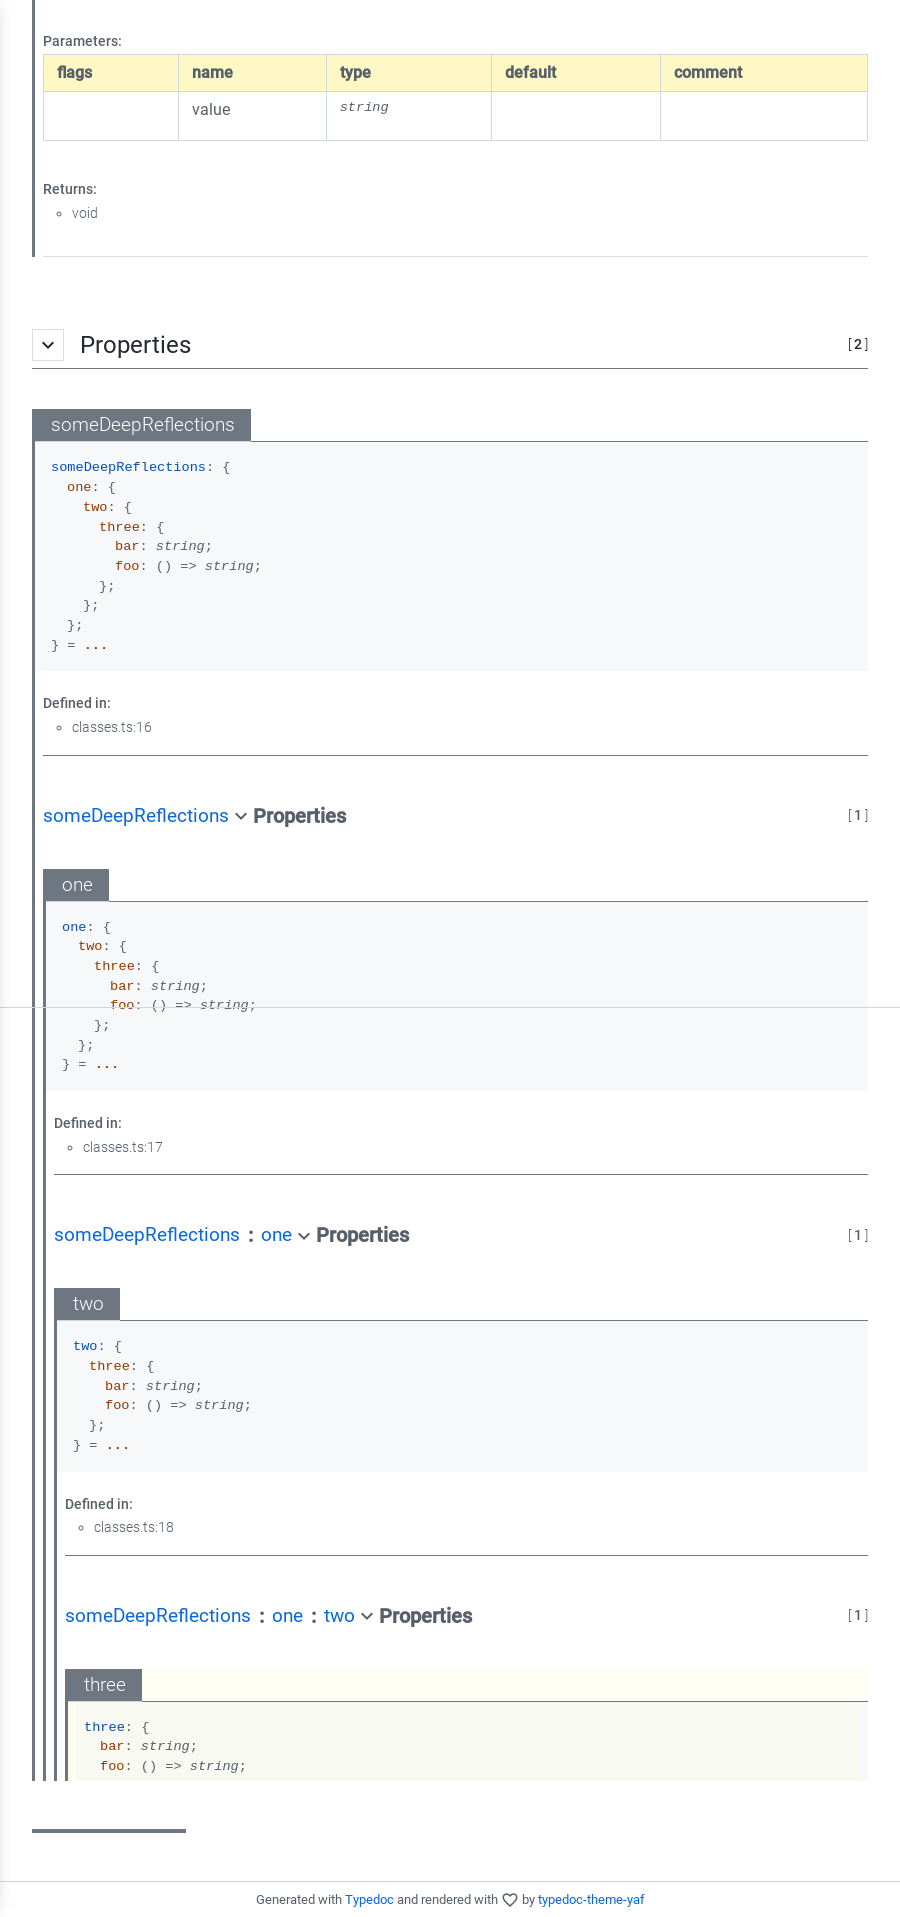 Parameters:
flags name type default comment
value string
Returns:
void
Properties [ 2 ]
someDeepReflections
someDeepReflections: {
one: {
two: {
three: {
bar: string;
foo: () => string;
};
};
};
} = ...
Defined in:
classes.ts:16
someDeepReflections Properties [ 1 ]
one
one: {
two: {
three: {
bar: string;
foo: () => string;
};
};
} = ...
Defined in:
classes.ts:17
someDeepReflections : one Properties [ 1 ]
two
two: {
three: {
bar: string;
foo: () => string;
};
} = ...
Defined in:
classes.ts:18
someDeepReflections : one : two Properties [ 1 ]
three
three: {
bar: string;
foo: () => string;
Generated with Typedoc and rendered with ♡ by typedoc-theme-yaf